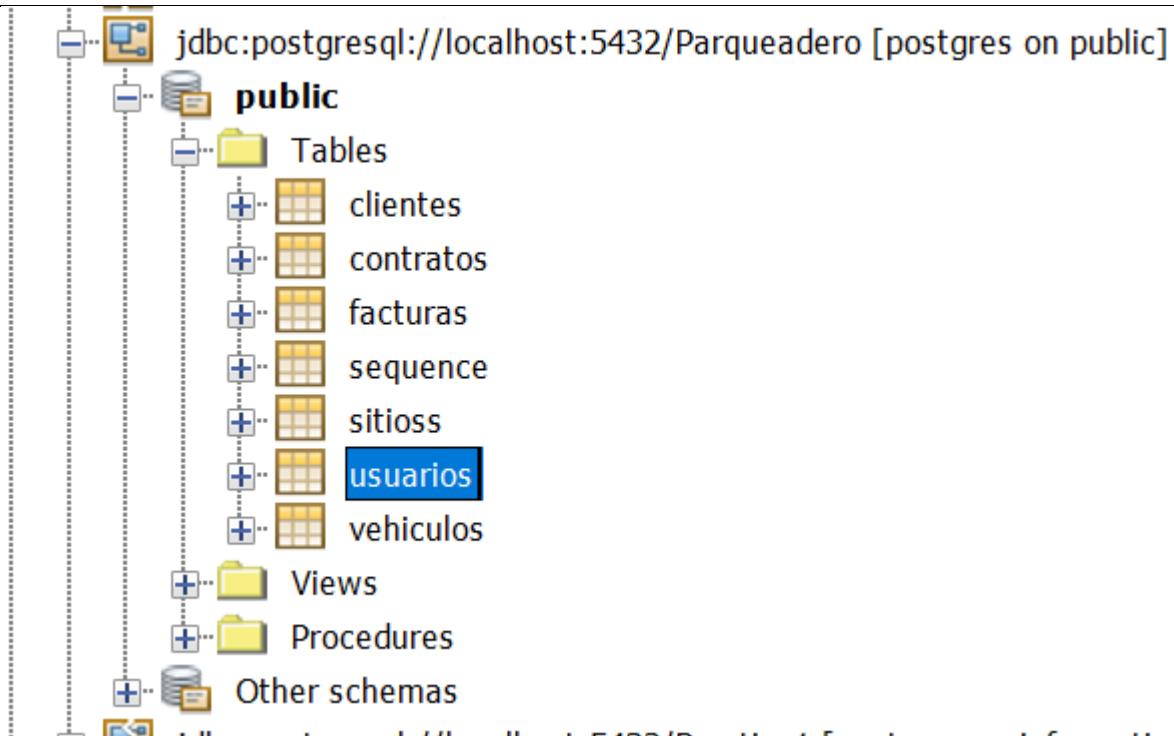 jdbc:postgresql://localhost:5432/Parqueadero [postgres on public]
public
Tables
clientes
contratos
facturas
sequence
sitioss
usuarios
vehiculos
Views
Procedures
Other schemas